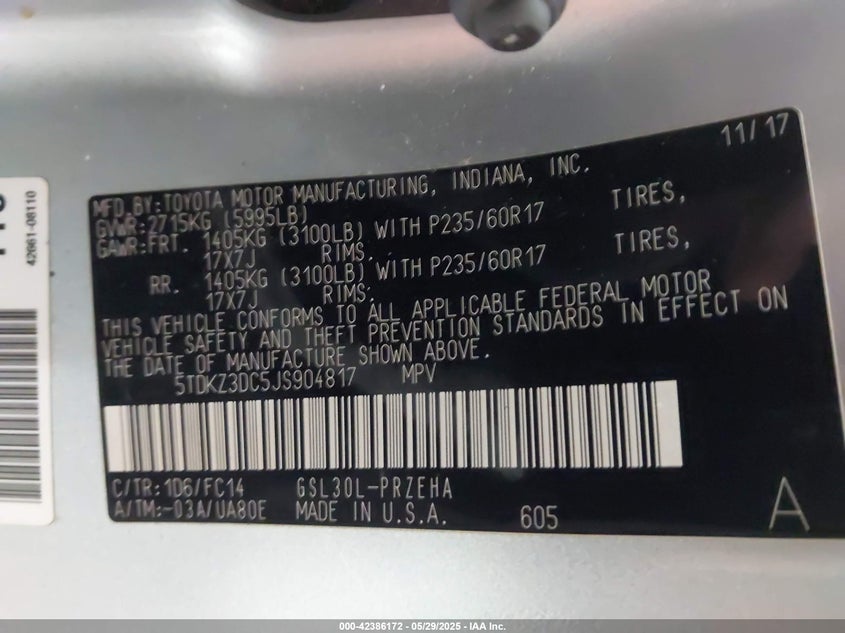 11/17
MFD.BY:TOYOTA MOTOR MANUFACTURING, INDIANA, INC.
GVWR:2715KG (5995LB)
GAWR:FRT. 1405KG (3100LB) WITH P235/60R17 TIRES,
17X7J RIMS.
RR. 1405KG (3100LB) WITH P235/60R17 TIRES,
17X7J RIMS.
THIS VEHICLE CONFORMS TO ALL APPLICABLE FEDERAL MOTOR
VEHICLE SAFETY AND THEFT PREVENTION STANDARDS IN EFFECT ON
THE DATE OF MANUFACTURE SHOWN ABOVE.
5TDKZ3DC5JS904817 MPV
C/TR:1D6/FC14 GSL30L-PRZEHA
A/TM:-03A/UA80E MADE IN U.S.A. 605
A
42661-08110
000-42386172 - 05/29/2025 - IAA Inc.